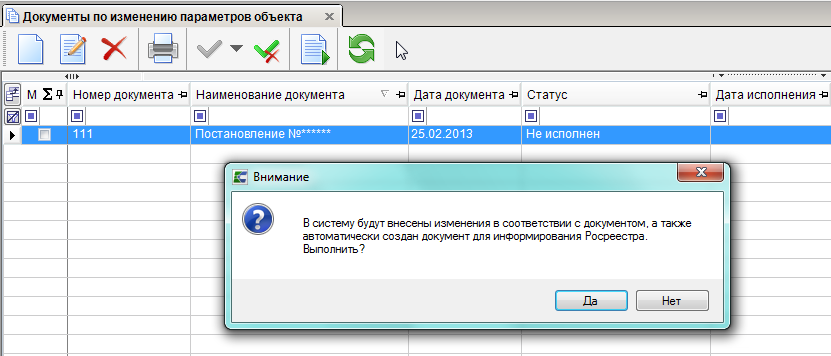 Документы по изменению параметров объекта
М Σ Номер документа Наименование документа Дата документа Статус Дата исполнения
111 Постановление №****** 25.02.2013 Не исполнен
Внимание
В систему будут внесены изменения в соответствии с документом, а также
автоматически создан документ для информирования Росреестра.
Выполнить?
Да Нет